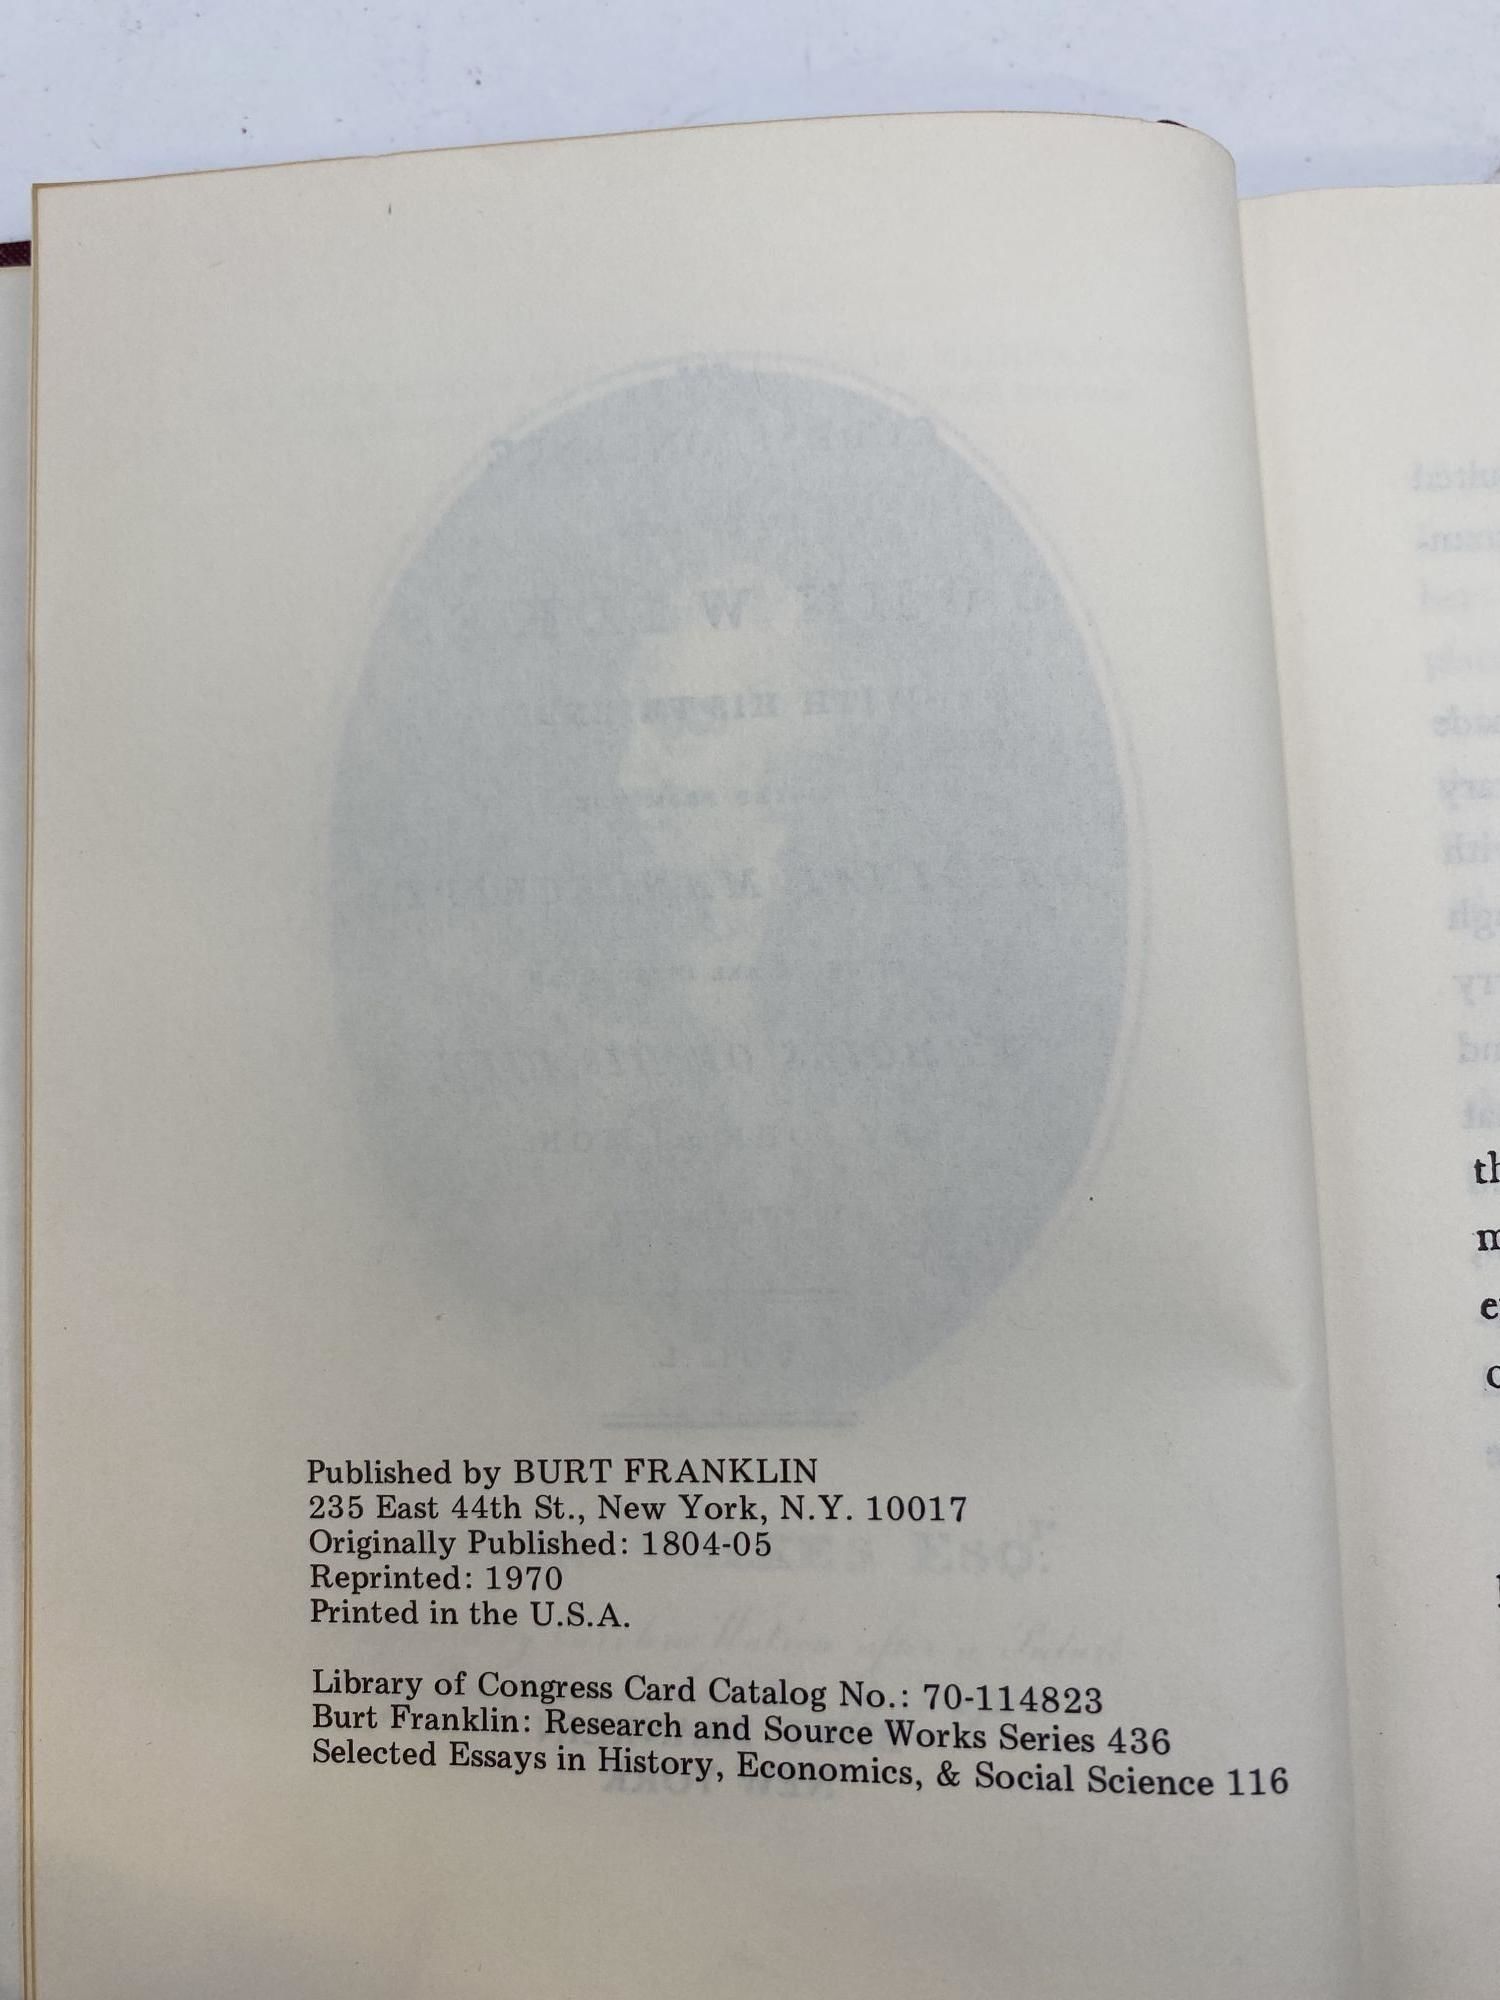 Published by BURT FRANKLIN
235 East 44th St., New York, N.Y. 10017
Originally Published: 1804-05
Reprinted: 1970
Printed in the U.S.A.
Library of Congress Card Catalog No.: 70-114823
Burt Franklin: Research and Source Works Series 436
Selected Essays in History, Economics, & Social Science 116